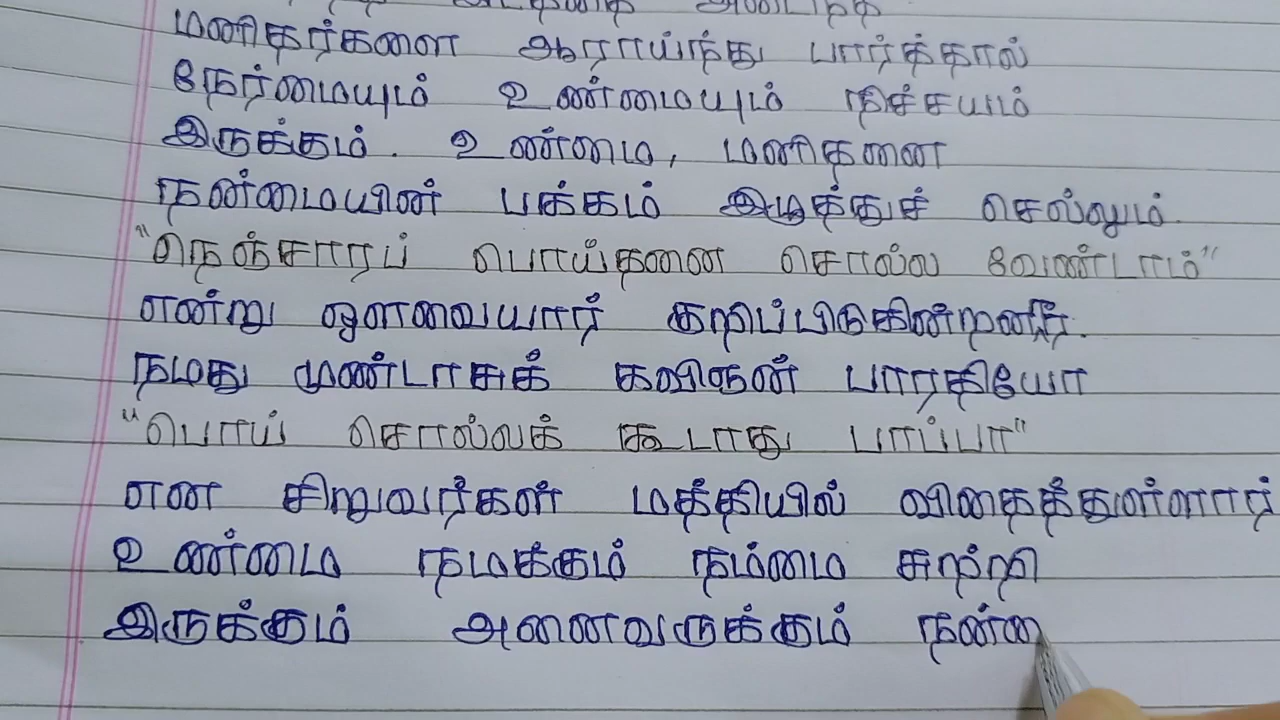 மனிதர்களை ஆராய்ந்து பார்த்தால்
நேர்மையும் உண்மையும் நிச்சயம்
இருக்கும். உண்மை, மனிதனை
நன்மையின் பக்கம் அழைத்துச் செல்லும்.
"நெஞ்சாரப் பொய்தனை சொல்ல வேண்டாம்"
என்று ஔவையார் குறிப்பிடுகின்றனர்.
நமது முண்டாசுக் கவிஞன் பாரதியோ
"பொய் சொல்லக் கூடாது பாப்பா"
என சிறுவர்கள் மத்தியில் விதைத்துள்ளார்
உண்மை நமக்கும் நம்மை சுற்றி
இருக்கும் அனைவருக்கும் நன்ம